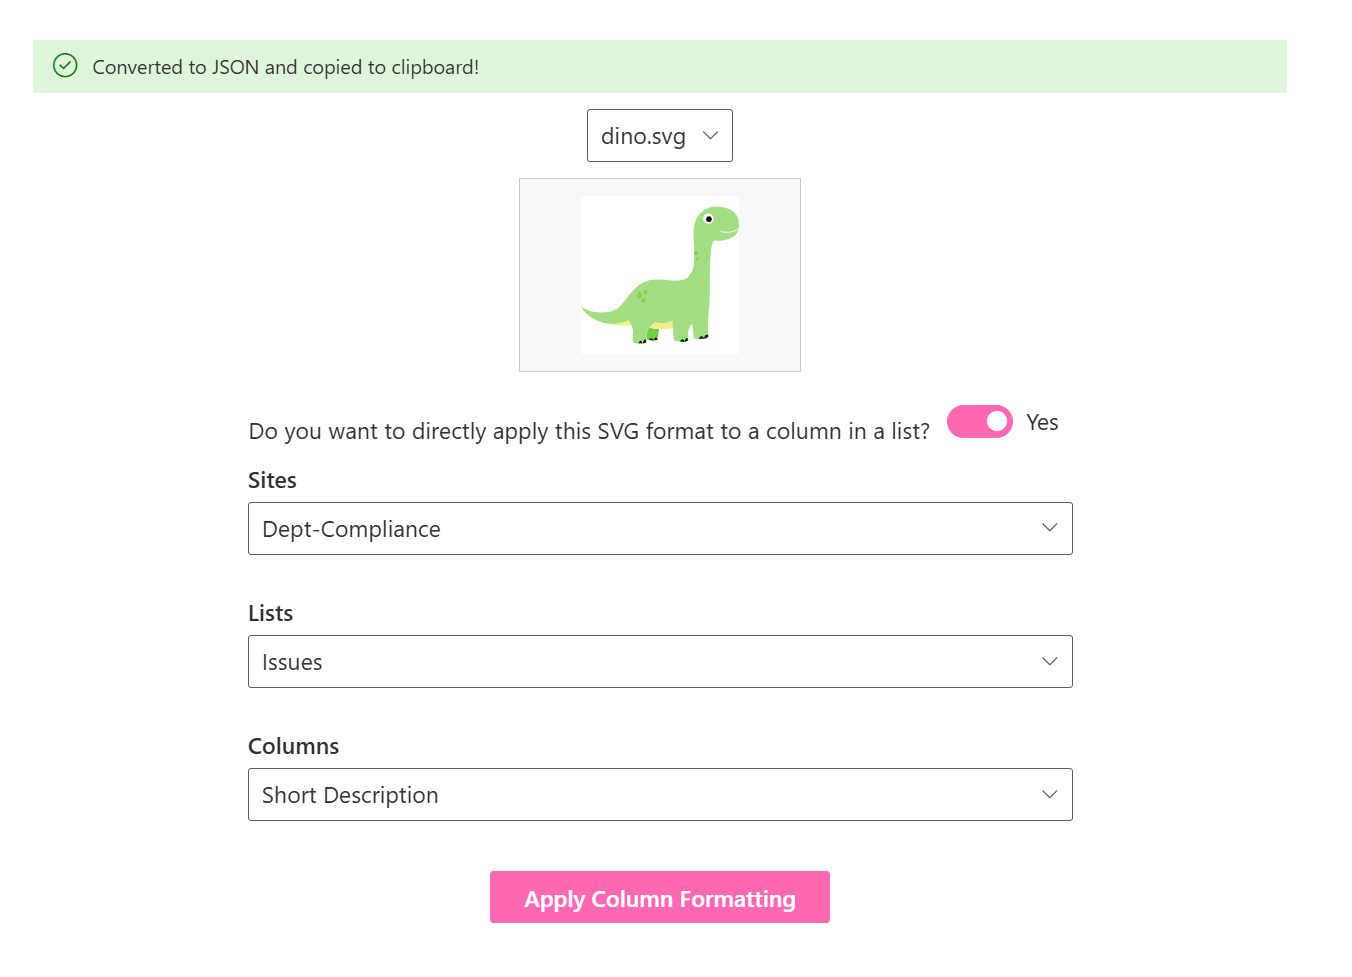 Converted to JSON and copied to clipboard!
dino.svg
Do you want to directly apply this SVG format to a column in a list? Yes
Sites
Dept-Compliance
Lists
Issues
Columns
Short Description
Apply Column Formatting